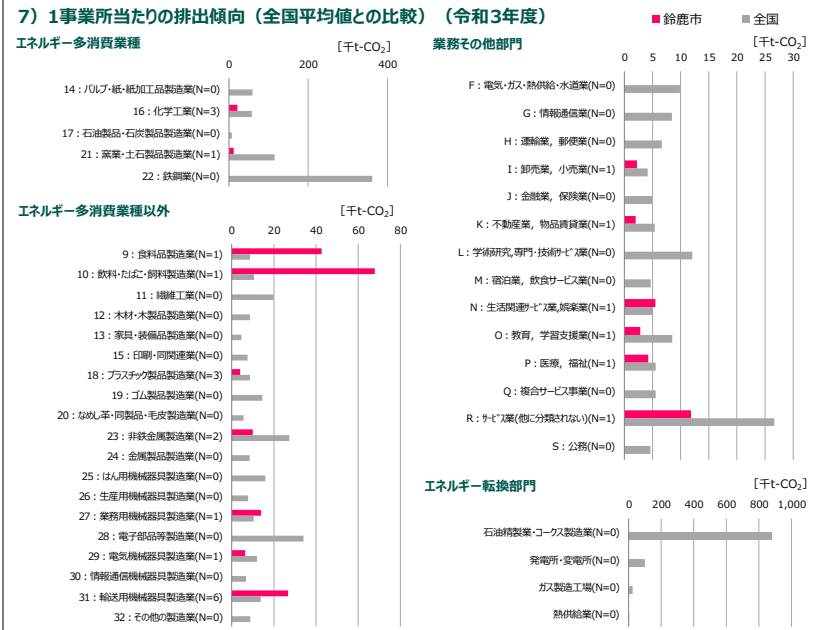 7）1事業所当たりの排出傾向（全国平均値との比較）（令和3年度）
鈴鹿市 全国
エネルギー多消費業種
[千t-CO₂]
0 200 400
14：パルプ・紙・紙加工品製造業(N=0)
16：化学工業(N=3)
17：石油製品・石炭製品製造業(N=0)
21：窯業・土石製品製造業(N=1)
22：鉄鋼業(N=0)
エネルギー多消費業種以外
[千t-CO₂]
0 20 40 60 80
9：食料品製造業(N=1)
10：飲料・たばこ・飼料製造業(N=1)
11：繊維工業(N=0)
12：木材・木製品製造業(N=0)
13：家具・装備品製造業(N=0)
15：印刷・同関連業(N=0)
18：プラスチック製品製造業(N=3)
19：ゴム製品製造業(N=0)
20：なめし革・同製品・毛皮製造業(N=0)
23：非鉄金属製造業(N=2)
24：金属製品製造業(N=0)
25：はん用機械器具製造業(N=0)
26：生産用機械器具製造業(N=0)
27：業務用機械器具製造業(N=1)
28：電子部品等製造業(N=0)
29：電気機械器具製造業(N=1)
30：情報通信機械器具製造業(N=0)
31：輸送用機械器具製造業(N=6)
32：その他の製造業(N=0)
業務その他部門
[千t-CO₂]
0 5 10 15 20 25 30
F：電気・ガス・熱供給・水道業(N=0)
G：情報通信業(N=0)
H：運輸業，郵便業(N=0)
I：卸売業，小売業(N=1)
J：金融業，保険業(N=0)
K：不動産業，物品賃貸業(N=1)
L：学術研究,専門・技術ｻｰﾋﾞｽ業(N=0)
M：宿泊業，飲食サービス業(N=0)
N：生活関連ｻｰﾋﾞｽ業,娯楽業(N=1)
O：教育，学習支援業(N=1)
P：医療，福祉(N=1)
Q：複合サービス事業(N=0)
R：ｻｰﾋﾞｽ業(他に分類されない)(N=1)
S：公務(N=0)
エネルギー転換部門
[千t-CO₂]
0 200 400 600 800 1,000
石油精製業・コークス製造業(N=0)
発電所・変電所(N=0)
ガス製造工場(N=0)
熱供給業(N=0)